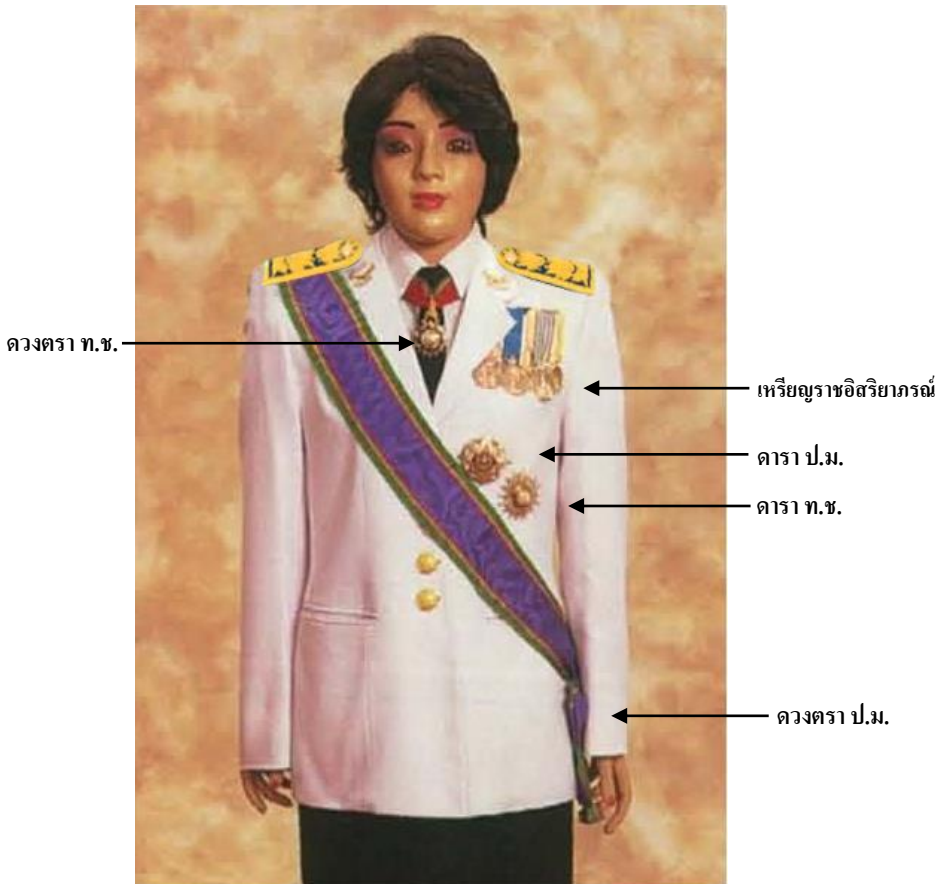 ดวงตรา ท.ช.
เหรียญราชอิสริยาภรณ์
ดารา ป.ม.
ดารา ท.ช.
ดวงตรา ป.ม.